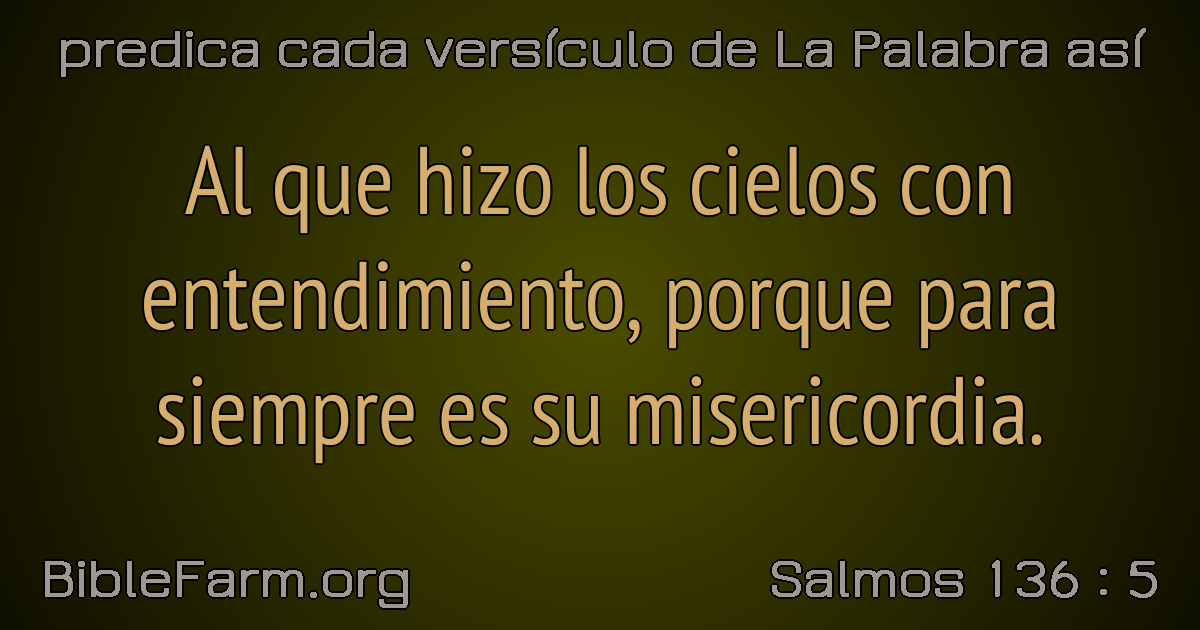 predica cada versículo de La Palabra así
Al que hizo los cielos con
entendimiento, porque para
siempre es su misericordia.
BibleFarm.org
Salmos 136 : 5